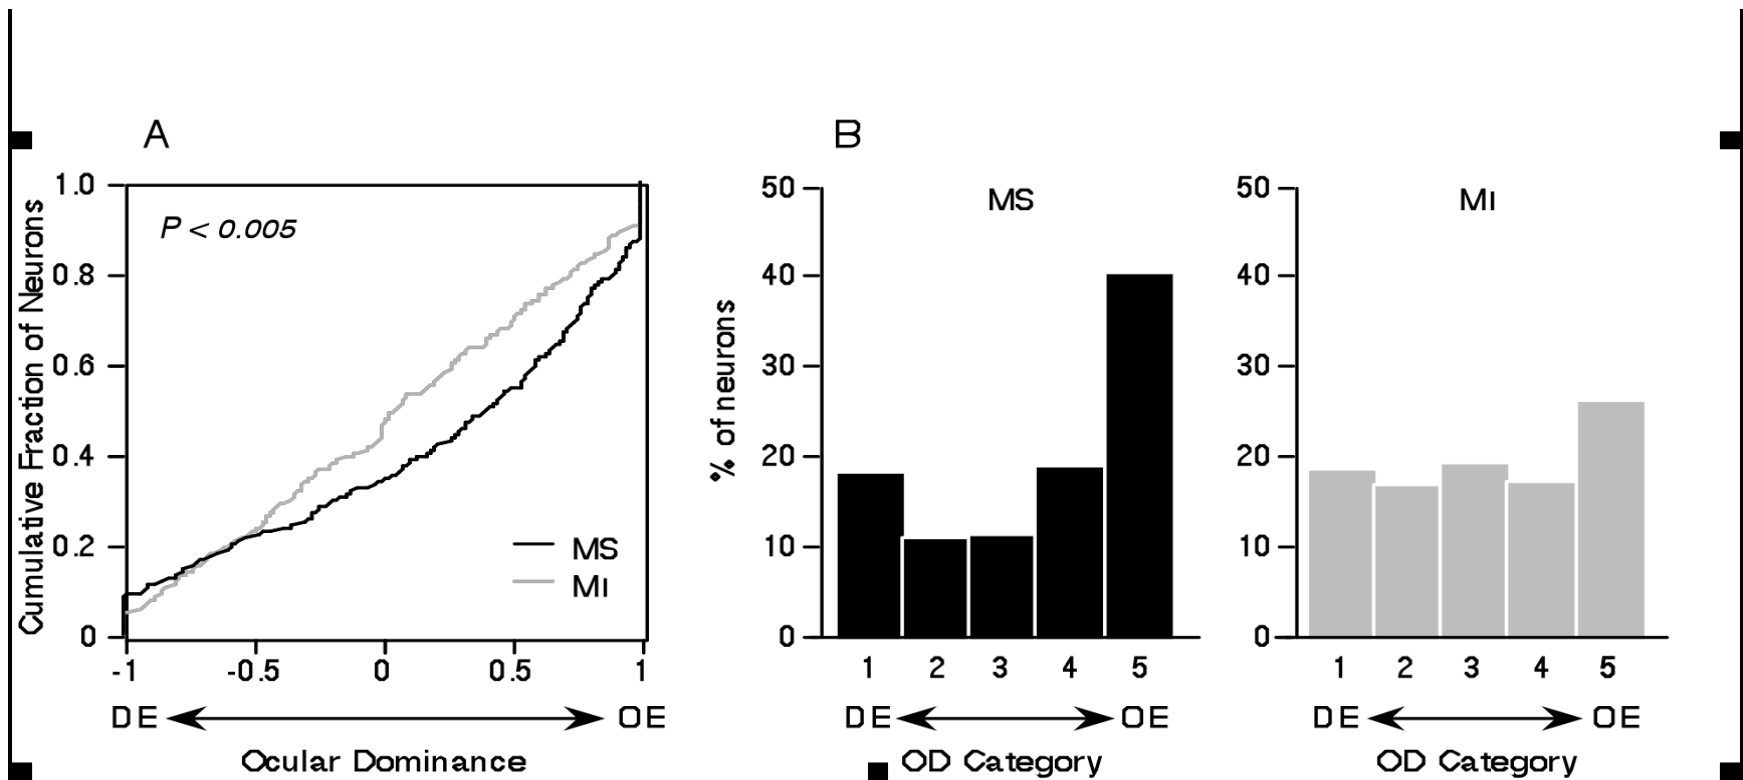 A
1.0
0.8
0.6
0.4
0.2
0
Cumulative Fraction of Neurons
P < 0.005
MS
MI
-1 -0.5 0 0.5 1
DE OE
Ocular Dominance
B
50
40
30
20
10
0
% of neurons
MS
1 2 3 4 5
DE OE
OD Category
50
40
30
20
10
0
MI
1 2 3 4 5
DE OE
OD Category